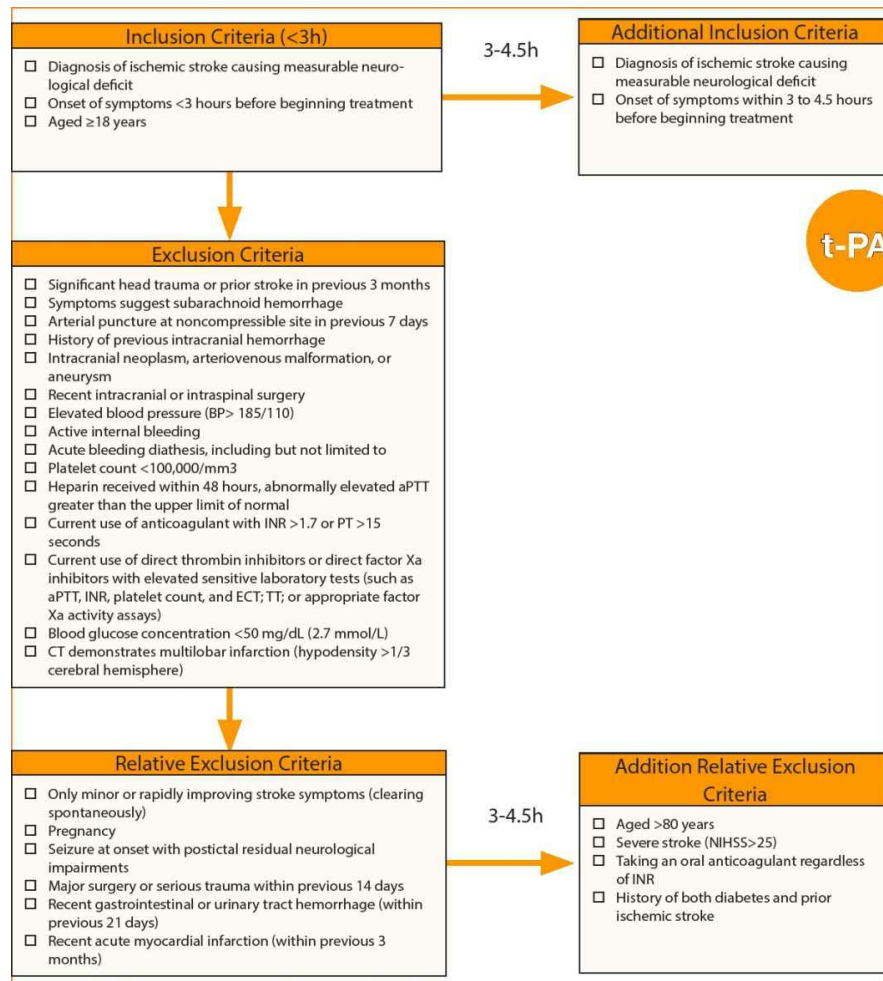 Inclusion Criteria (<3h)
☐ Diagnosis of ischemic stroke causing measurable neuro-
logical deficit
☐ Onset of symptoms <3 hours before beginning treatment
☐ Aged ≥18 years
3-4.5h
Additional Inclusion Criteria
☐ Diagnosis of ischemic stroke causing
measurable neurological deficit
☐ Onset of symptoms within 3 to 4.5 hours
before beginning treatment
t-PA
Exclusion Criteria
☐ Significant head trauma or prior stroke in previous 3 months
☐ Symptoms suggest subarachnoid hemorrhage
☐ Arterial puncture at noncompressible site in previous 7 days
☐ History of previous intracranial hemorrhage
☐ Intracranial neoplasm, arteriovenous malformation, or
aneurysm
☐ Recent intracranial or intraspinal surgery
☐ Elevated blood pressure (BP> 185/110)
☐ Active internal bleeding
☐ Acute bleeding diathesis, including but not limited to
☐ Platelet count <100,000/mm3
☐ Heparin received within 48 hours, abnormally elevated aPTT
greater than the upper limit of normal
☐ Current use of anticoagulant with INR >1.7 or PT >15
seconds
☐ Current use of direct thrombin inhibitors or direct factor Xa
inhibitors with elevated sensitive laboratory tests (such as
aPTT, INR, platelet count, and ECT; TT; or appropriate factor
Xa activity assays)
☐ Blood glucose concentration <50 mg/dL (2.7 mmol/L)
☐ CT demonstrates multilobar infarction (hypodensity >1/3
cerebral hemisphere)
Relative Exclusion Criteria
☐ Only minor or rapidly improving stroke symptoms (clearing
spontaneously)
☐ Pregnancy
☐ Seizure at onset with postictal residual neurological
impairments
☐ Major surgery or serious trauma within previous 14 days
☐ Recent gastrointestinal or urinary tract hemorrhage (within
previous 21 days)
☐ Recent acute myocardial infarction (within previous 3
months)
3-4.5h
Addition Relative Exclusion
Criteria
☐ Aged >80 years
☐ Severe stroke (NIHSS>25)
☐ Taking an oral anticoagulant regardless
of INR
☐ History of both diabetes and prior
ischemic stroke